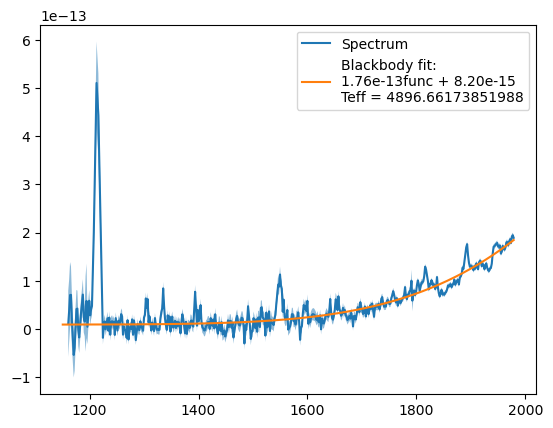 1e−13
Spectrum
Blackbody fit:
1.76e-13func + 8.20e-15
Teff = 4896.66173851988
6
5
4
3
2
1
0
−1
1200
1400
1600
1800
2000